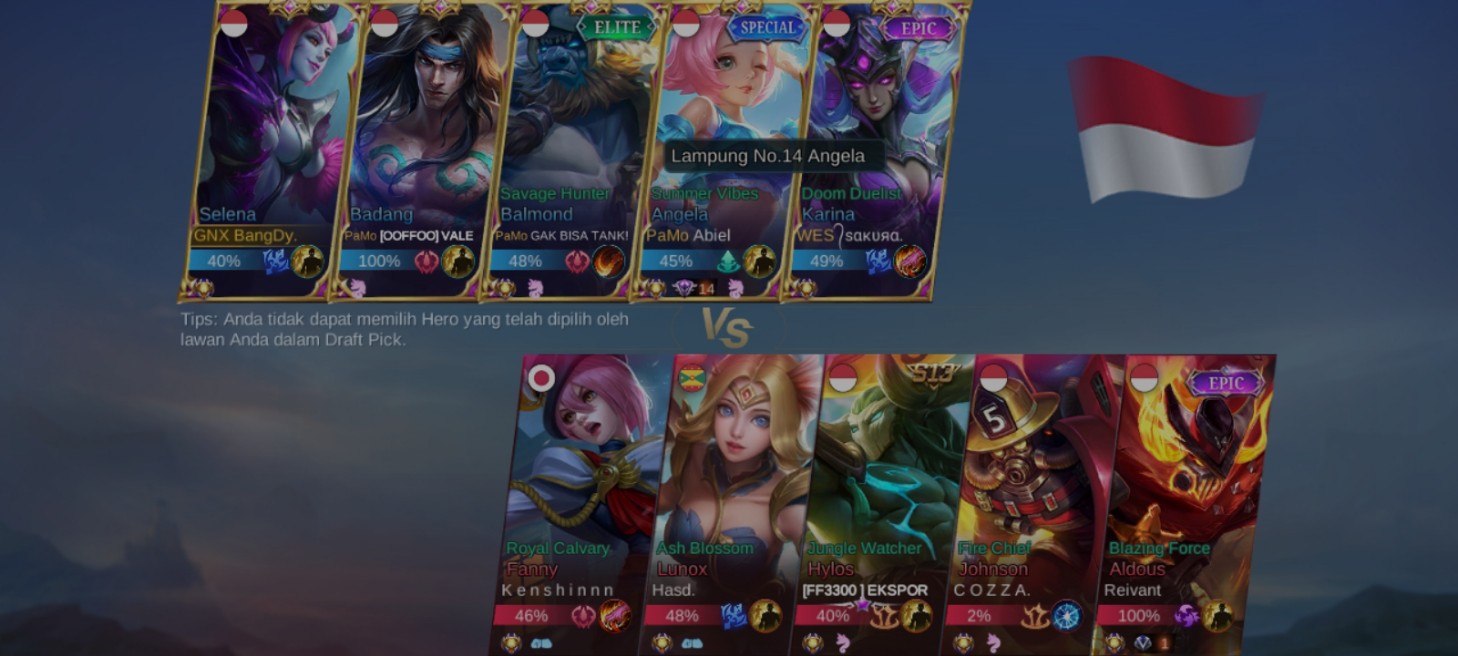 ELITE
SPECIAL
EPIC
Lampung No.14 Angela
Selena
GNX BangDy.
40%
Badang
PaMo [OOFFOO] VALE
100%
Savage Hunter
Balmond
PaMo GAK BISA TANK!
48%
Summer Vibes
Angela
PaMo Abiel
45%
14
Doom Duelist
Karina
WES sᴀᴋᴜʀᴀ.
49%
Tips: Anda tidak dapat memilih Hero yang telah dipilih oleh
lawan Anda dalam Draft Pick.
VS
Royal Calvary
Fanny
K e n s h i n n n
46%
Ash Blossom
Lunox
Hasd.
48%
S13
Jungle Watcher
Hylos
[FF3300 ] EKSPOR
40%
5
Fire Chief
Johnson
C O Z Z A.
2%
EPIC
Blazing Force
Aldous
Reivant
100%
1